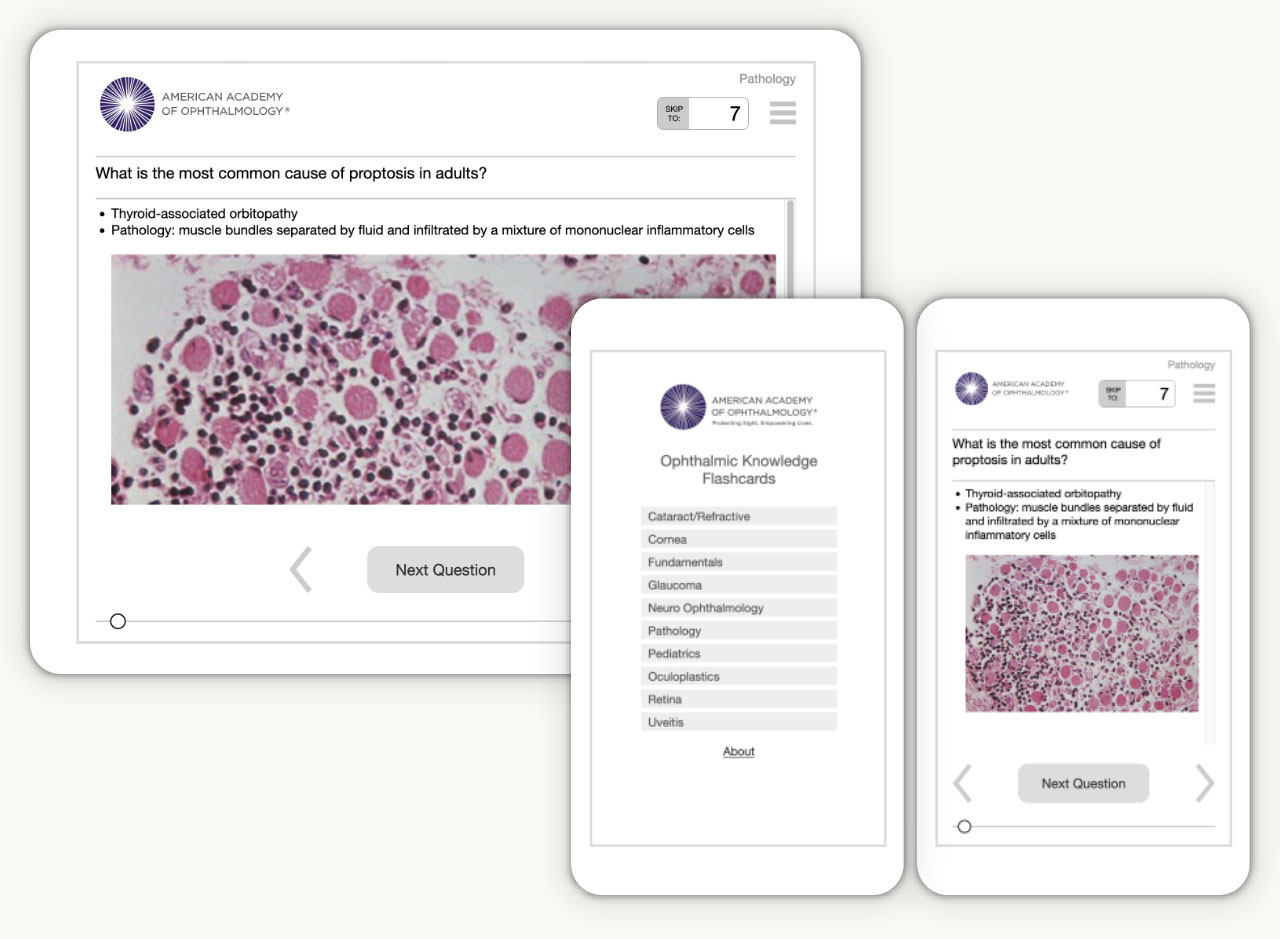 Pathology
AMERICAN ACADEMY
OF OPHTHALMOLOGY®
SKIP
TO:
7
What is the most common cause of proptosis in adults?
• Thyroid-associated orbitopathy
• Pathology: muscle bundles separated by fluid and infiltrated by a mixture of mononuclear inflammatory cells
Next Question
AMERICAN ACADEMY
OF OPHTHALMOLOGY®
Protecting Sight. Empowering Lives.
Ophthalmic Knowledge
Flashcards
Cataract/Refractive
Cornea
Fundamentals
Glaucoma
Neuro Ophthalmology
Pathology
Pediatrics
Oculoplastics
Retina
Uveitis
About
Pathology
AMERICAN ACADEMY
OF OPHTHALMOLOGY®
SKIP
TO:
7
What is the most common cause of
proptosis in adults?
• Thyroid-associated orbitopathy
• Pathology: muscle bundles separated by fluid
and infiltrated by a mixture of mononuclear
inflammatory cells
Next Question